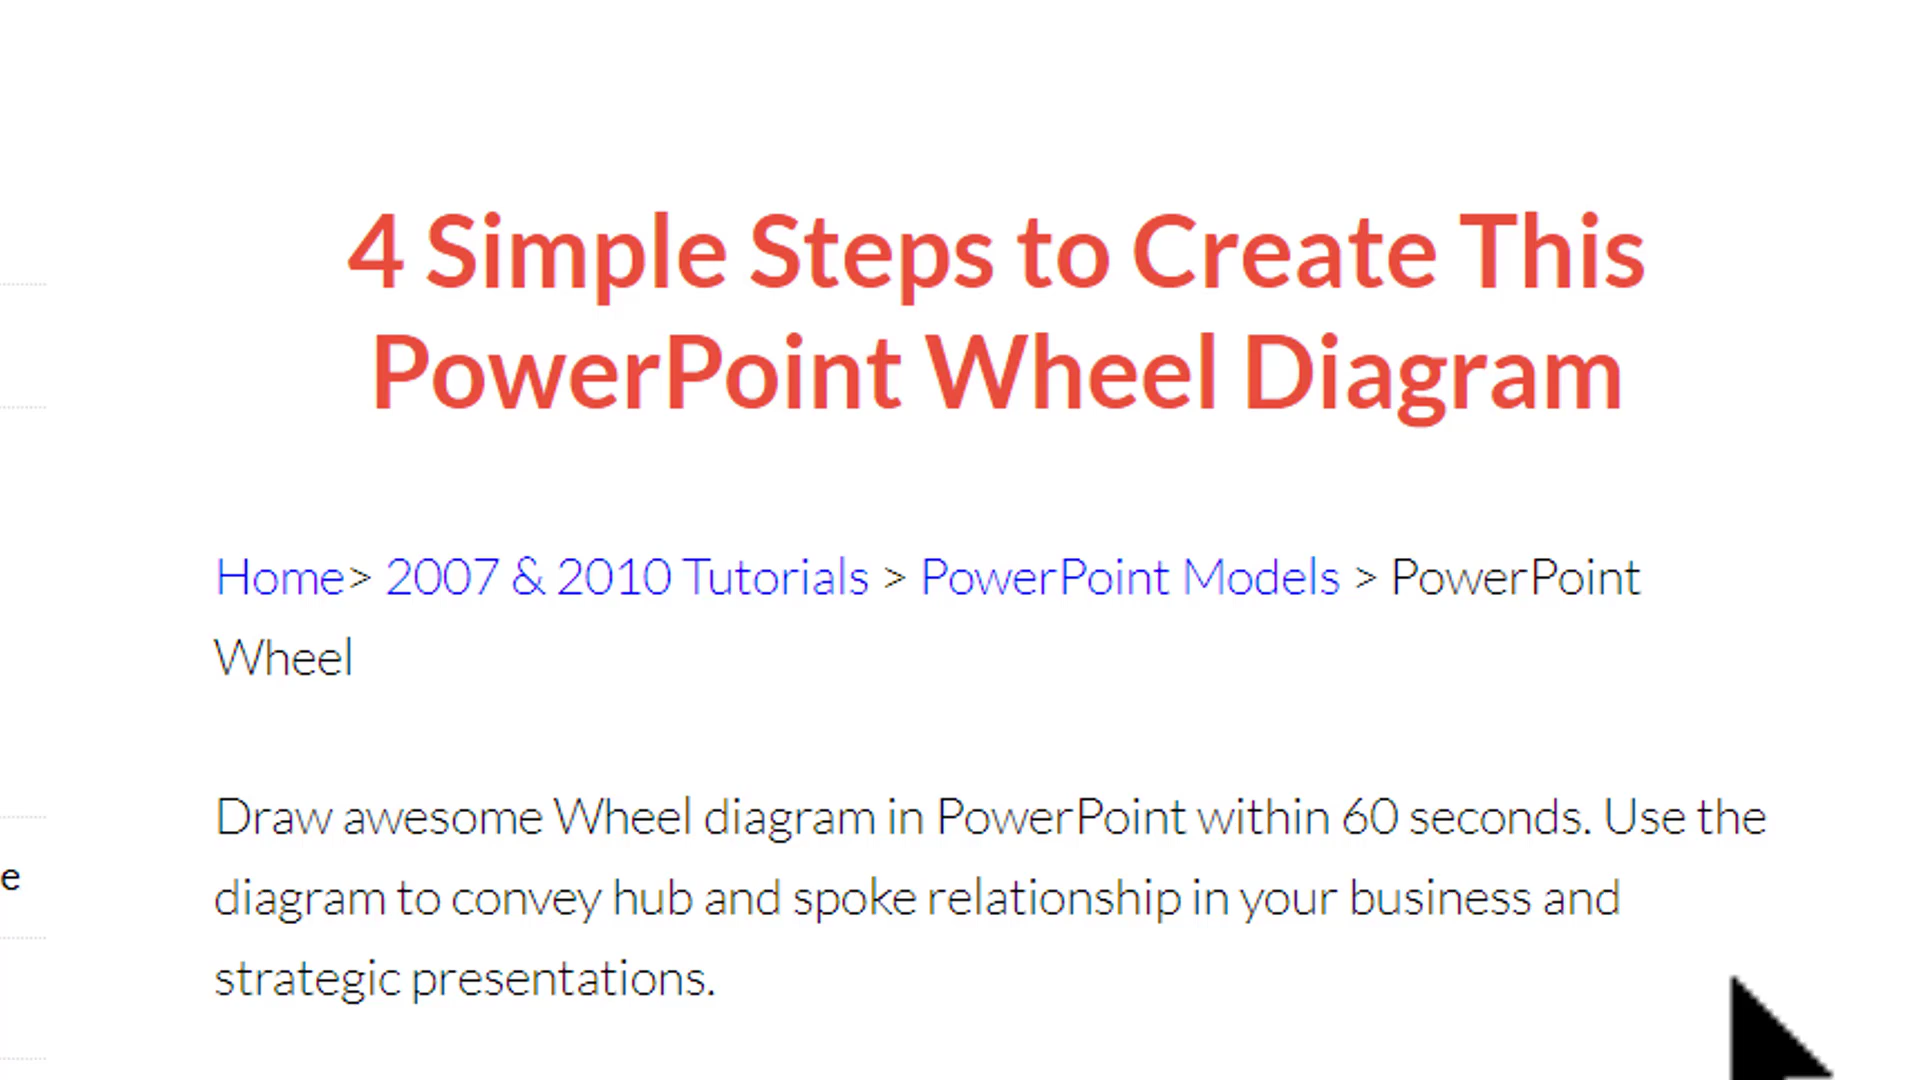 4 Simple Steps to Create This
PowerPoint Wheel Diagram
Home> 2007 & 2010 Tutorials > PowerPoint Models > PowerPoint
Wheel
Draw awesome Wheel diagram in PowerPoint within 60 seconds. Use the
e
diagram to convey hub and spoke relationship in your business and
strategic presentations.